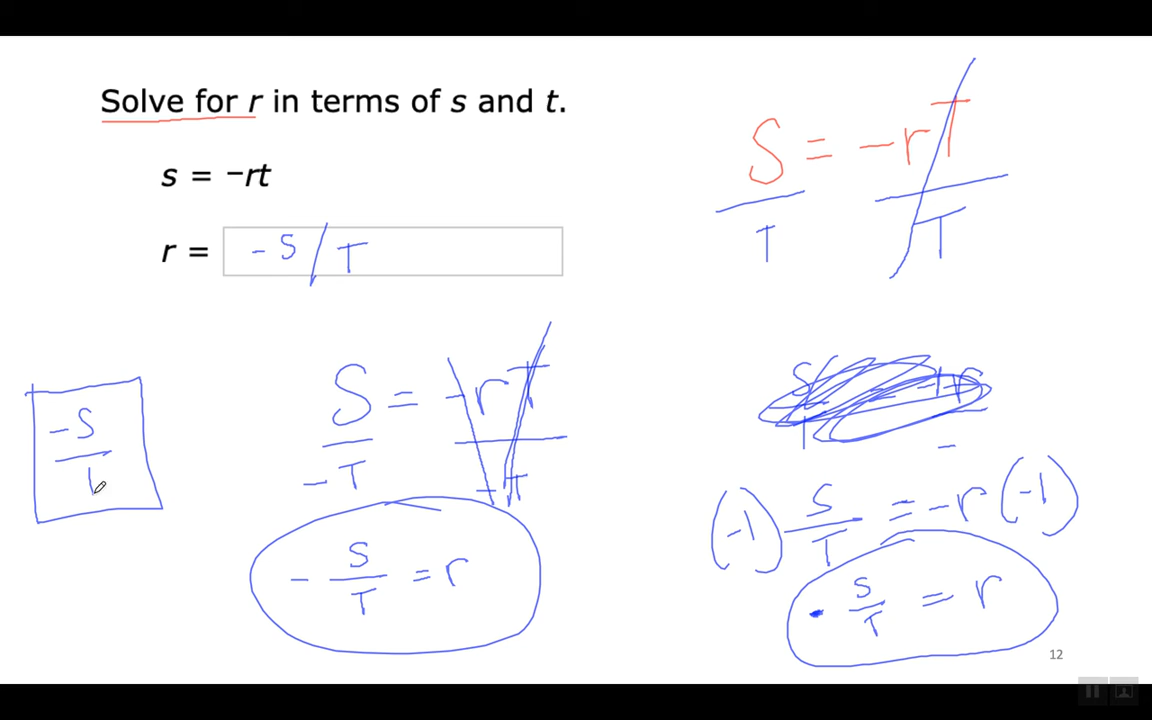 Solve for r in terms of s and t.
s = −rt
r = -S/T
S = -rT
T T
S = -rT
-T -T
-S
(-1) S = -r (-1)
T
- S = r
T
- S = r
T
12